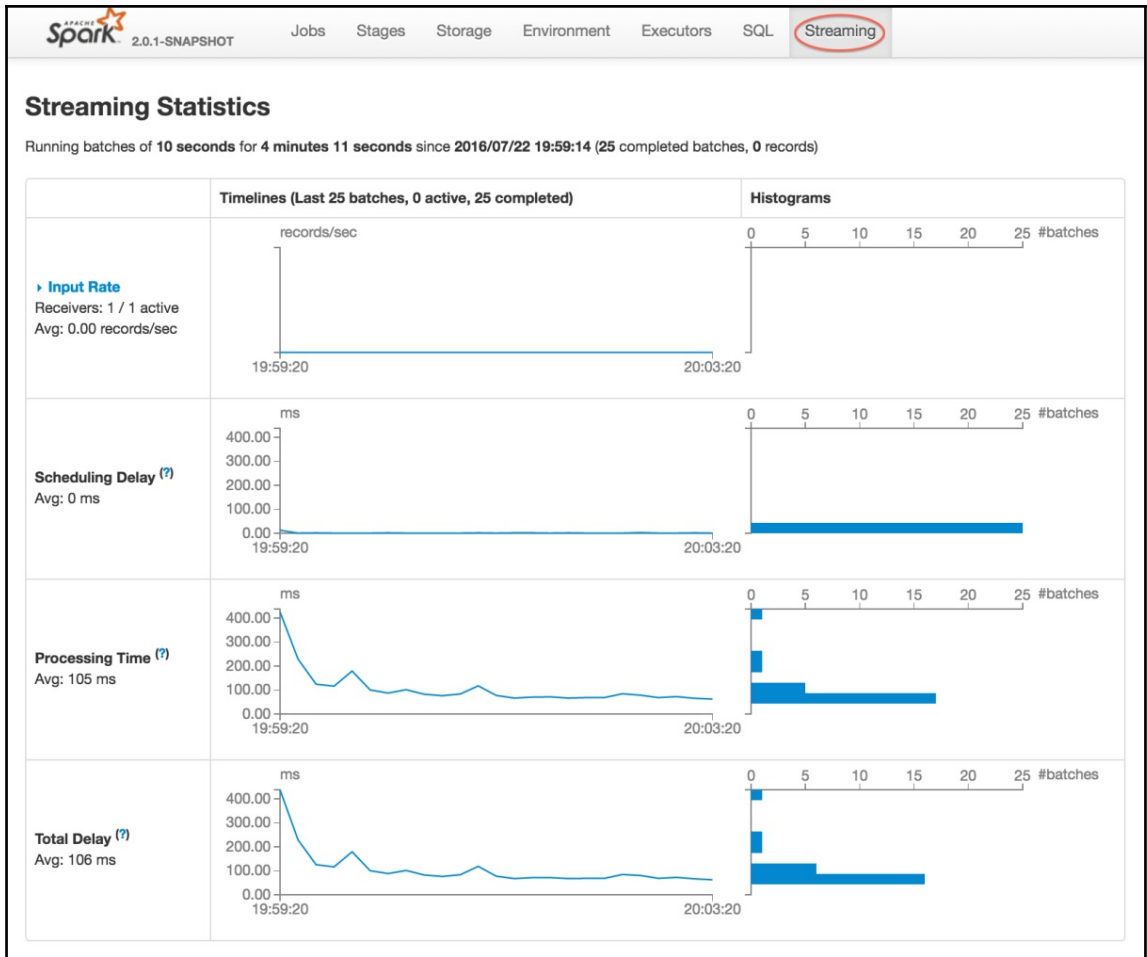 APACHE Spark™ 2.0.1-SNAPSHOT Jobs Stages Storage Environment Executors SQL Streaming
Streaming Statistics
Running batches of 10 seconds for 4 minutes 11 seconds since 2016/07/22 19:59:14 (25 completed batches, 0 records)
Timelines (Last 25 batches, 0 active, 25 completed) Histograms
records/sec 0 5 10 15 20 25 #batches
Input Rate
Receivers: 1 / 1 active
Avg: 0.00 records/sec
19:59:20 20:03:20
ms 0 5 10 15 20 25 #batches
400.00
300.00
Scheduling Delay (?)
200.00
Avg: 0 ms
100.00
0.00
19:59:20 20:03:20
ms 0 5 10 15 20 25 #batches
400.00
300.00
Processing Time (?)
200.00
Avg: 105 ms
100.00
0.00
19:59:20 20:03:20
ms 0 5 10 15 20 25 #batches
400.00
300.00
Total Delay (?)
200.00
Avg: 106 ms
100.00
0.00
19:59:20 20:03:20